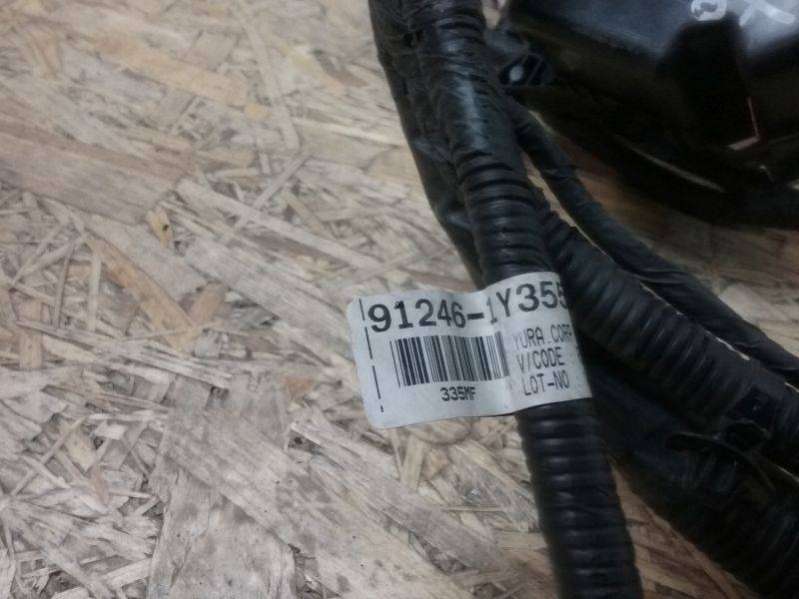 91246-1Y355
YURA.CORP
V/CODE
LOT-NO
335MF